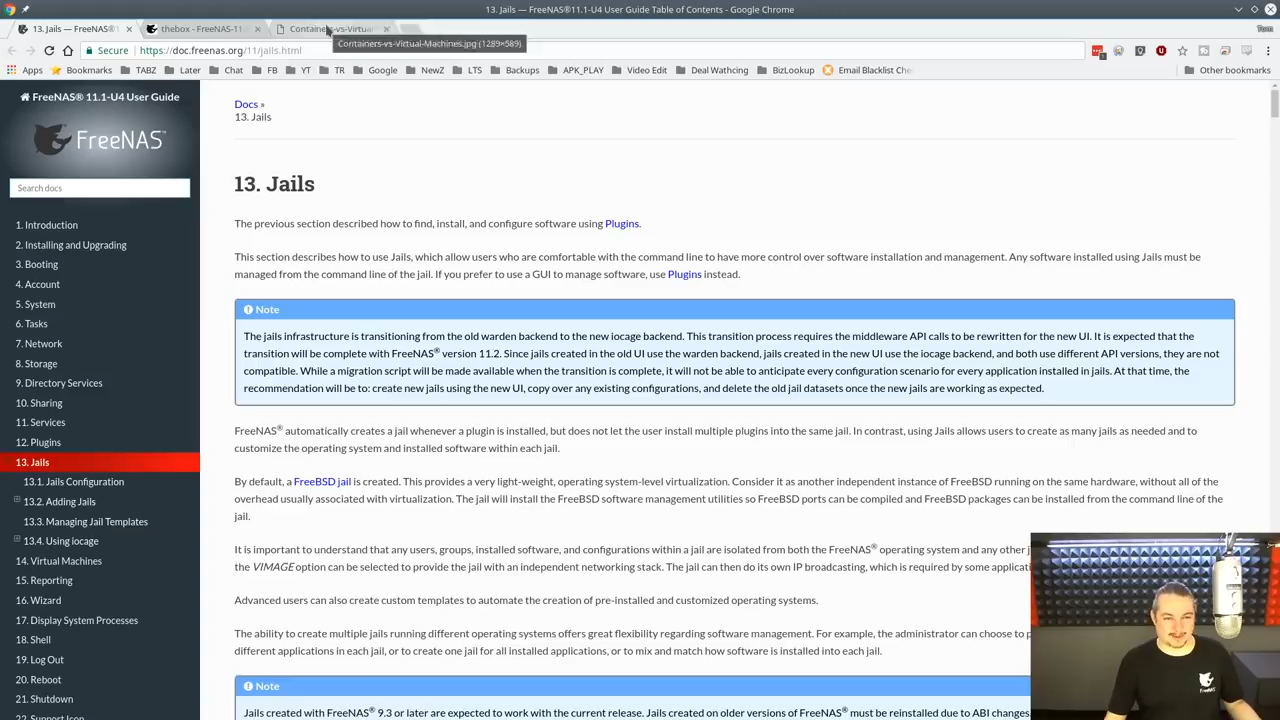 13. Jails — FreeNAS®11.1-U4 User Guide Table of Contents - Google Chrome
13. Jails — FreeNAS®
thebox - FreeNAS-11
Containers-vs-Virtua
Tom
Containers-vs-Virtual-Machines.jpg (1289×589)
Secure
https://doc.freenas.org/11/jails.html
Apps
Bookmarks
TABZ
Later
Chat
FB
YT
TR
Google
NewZ
LTS
Backups
APK_PLAY
Video Edit
Deal Wathcing
BizLookup
Email Blacklist Che
Other bookmarks
FreeNAS® 11.1-U4 User Guide
FreeNAS
Search docs
1. Introduction
2. Installing and Upgrading
3. Booting
4. Account
5. System
6. Tasks
7. Network
8. Storage
9. Directory Services
10. Sharing
11. Services
12. Plugins
13. Jails
13.1. Jails Configuration
13.2. Adding Jails
13.3. Managing Jail Templates
13.4. Using iocage
14. Virtual Machines
15. Reporting
16. Wizard
17. Display System Processes
18. Shell
19. Log Out
20. Reboot
21. Shutdown
22. Support Icon
Docs »
13. Jails
13. Jails
The previous section described how to find, install, and configure software using Plugins.
This section describes how to use Jails, which allow users who are comfortable with the command line to have more control over software installation and management. Any software installed using Jails must be
managed from the command line of the jail. If you prefer to use a GUI to manage software, use Plugins instead.
Note
The jails infrastructure is transitioning from the old warden backend to the new iocage backend. This transition process requires the middleware API calls to be rewritten for the new UI. It is expected that the
transition will be complete with FreeNAS® version 11.2. Since jails created in the old UI use the warden backend, jails created in the new UI use the iocage backend, and both use different API versions, they are not
compatible. While a migration script will be made available when the transition is complete, it will not be able to anticipate every configuration scenario for every application installed in jails. At that time, the
recommendation will be to: create new jails using the new UI, copy over any existing configurations, and delete the old jail datasets once the new jails are working as expected.
FreeNAS® automatically creates a jail whenever a plugin is installed, but does not let the user install multiple plugins into the same jail. In contrast, using Jails allows users to create as many jails as needed and to
customize the operating system and installed software within each jail.
By default, a FreeBSD jail is created. This provides a very light-weight, operating system-level virtualization. Consider it as another independent instance of FreeBSD running on the same hardware, without all of the
overhead usually associated with virtualization. The jail will install the FreeBSD software management utilities so FreeBSD ports can be compiled and FreeBSD packages can be installed from the command line of the
jail.
It is important to understand that any users, groups, installed software, and configurations within a jail are isolated from both the FreeNAS® operating system and any other j
the VIMAGE option can be selected to provide the jail with an independent networking stack. The jail can then do its own IP broadcasting, which is required by some applicati
Advanced users can also create custom templates to automate the creation of pre-installed and customized operating systems.
The ability to create multiple jails running different operating systems offers great flexibility regarding software management. For example, the administrator can choose to p
different applications in each jail, or to create one jail for all installed applications, or to mix and match how software is installed into each jail.
Note
Jails created with FreeNAS® 9.3 or later are expected to work with the current release. Jails created on older versions of FreeNAS® must be reinstalled due to ABI changes
FreeNAS